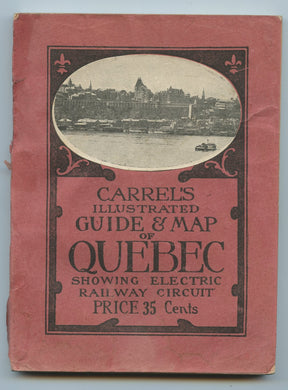 CARREL'S
ILLUSTRATED
GUIDE & MAP
OF
QUEBEC
SHOWING ELECTRIC
RAILWAY CIRCUIT
PRICE 35 Cents